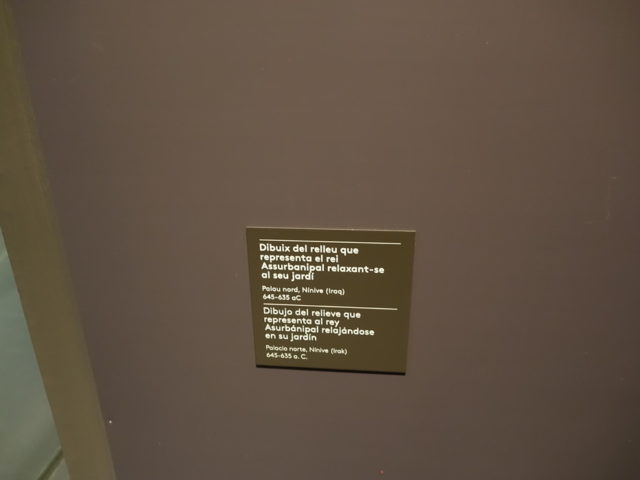 Dibuix del relleu que
representa el rei
Assurbanipal relaxant-se
al seu jardí
Palau nord, Nínive (Iraq)
645-635 aC
Dibujo del relieve que
representa al rey
Asurbánipal relajándose
en su jardín
Palacio norte, Nínive (Irak)
645-635 a. C.